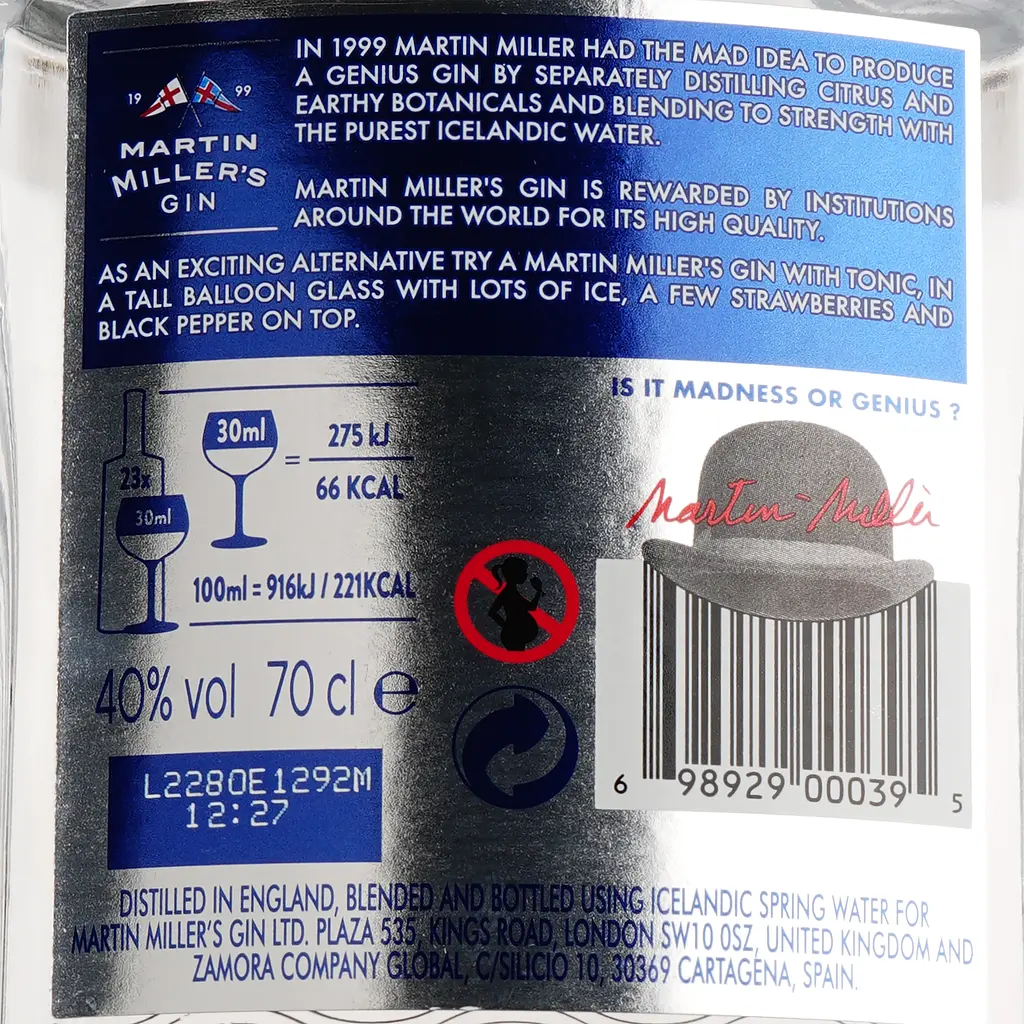 IN 1999 MARTIN MILLER HAD THE MAD IDEA TO PRODUCE
A GENIUS GIN BY SEPARATELY DISTILLING CITRUS AND
EARTHY BOTANICALS AND BLENDING TO STRENGTH WITH
THE PUREST ICELANDIC WATER.
19 99
MARTIN
MILLER'S
GIN
MARTIN MILLER'S GIN IS REWARDED BY INSTITUTIONS
AROUND THE WORLD FOR ITS HIGH QUALITY.
AS AN EXCITING ALTERNATIVE TRY A MARTIN MILLER'S GIN WITH TONIC, IN
A TALL BALLOON GLASS WITH LOTS OF ICE, A FEW STRAWBERRIES AND
BLACK PEPPER ON TOP.
IS IT MADNESS OR GENIUS ?
Martin Miller
23x
30ml
30ml
=
275 kJ
66 KCAL
100ml = 916kJ / 221KCAL
40% vol 70 cl e
L2280E1292M
12:27
6 98929 00039 5
DISTILLED IN ENGLAND, BLENDED AND BOTTLED USING ICELANDIC SPRING WATER FOR
MARTIN MILLER'S GIN LTD. PLAZA 535, KINGS ROAD, LONDON SW10 0SZ, UNITED KINGDOM AND
ZAMORA COMPANY GLOBAL, C/SILICIO 10, 30369 CARTAGENA, SPAIN.